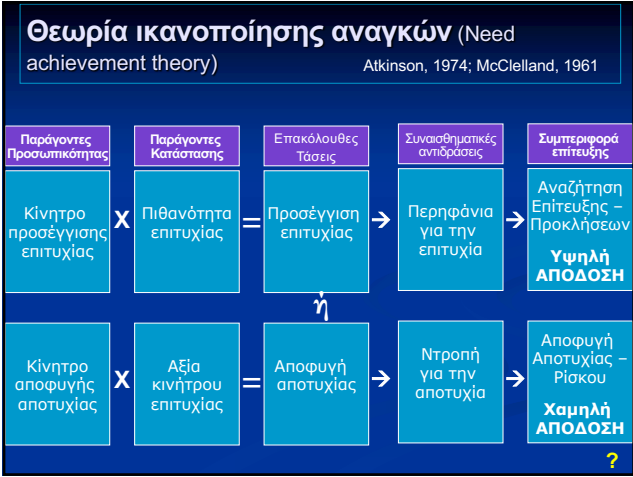 Θεωρία ικανοποίησης αναγκών (Need
achievement theory) Atkinson, 1974; McClelland, 1961
Παράγοντες
Προσωπικότητας
Παράγοντες
Κατάστασης
Επακόλουθες
Τάσεις
Συναισθηματικές
αντιδράσεις
Συμπεριφορά
επίτευξης
Κίνητρο
προσέγγισης
επιτυχίας
X
Πιθανότητα
επιτυχίας
=
Προσέγγιση
επιτυχίας
→
Περηφάνια
για την
επιτυχία
→
Αναζήτηση
Επίτευξης –
Προκλήσεων
Υψηλή
ΑΠΟΔΟΣΗ
ή
Κίνητρο
αποφυγής
αποτυχίας
X
Αξία
κινήτρου
επιτυχίας
=
Αποφυγή
αποτυχίας
→
Ντροπή
για την
αποτυχία
→
Αποφυγή
Αποτυχίας –
Ρίσκου
Χαμηλή
ΑΠΟΔΟΣΗ
?